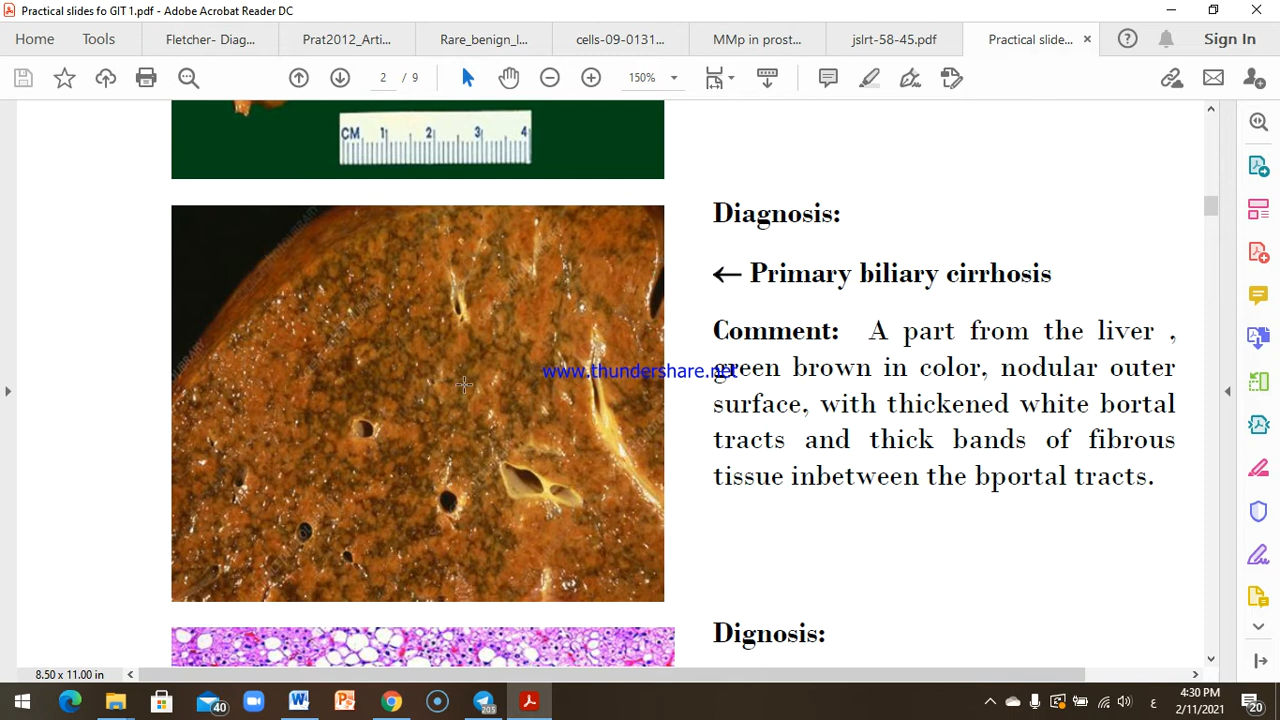 Practical slides fo GIT 1.pdf - Adobe Acrobat Reader DC
Home Tools Fletcher- Diag... Prat2012_Arti... Rare_benign_l... cells-09-0131... MMp in prost... jslrt-58-45.pdf Practical slide... Sign In
2 / 9 150%
CM 1 2 3 4
Diagnosis:
← Primary biliary cirrhosis
Comment: A part from the liver ,
www.thundershare.net
green brown in color, nodular outer
surface, with thickened white bortal
tracts and thick bands of fibrous
tissue inbetween the bportal tracts.
Dignosis:
8.50 x 11.00 in
40 205 ع 4:30 PM
2/11/2021 20